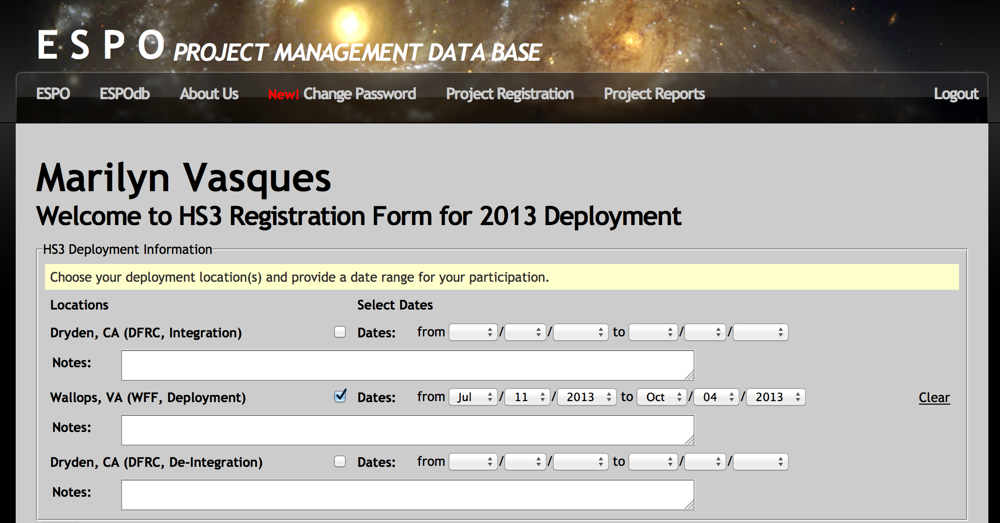 ESPO PROJECT MANAGEMENT DATA BASE
ESPO ESPOdb About Us New! Change Password Project Registration Project Reports Logout
Marilyn Vasques
Welcome to HS3 Registration Form for 2013 Deployment
HS3 Deployment Information
Choose your deployment location(s) and provide a date range for your participation.
Locations Select Dates
Dryden, CA (DFRC, Integration) Dates: from / / to / /
Notes:
Wallops, VA (WFF, Deployment) Dates: from Jul / 11 / 2013 to Oct / 04 / 2013 Clear
Notes:
Dryden, CA (DFRC, De-Integration) Dates: from / / to / /
Notes: